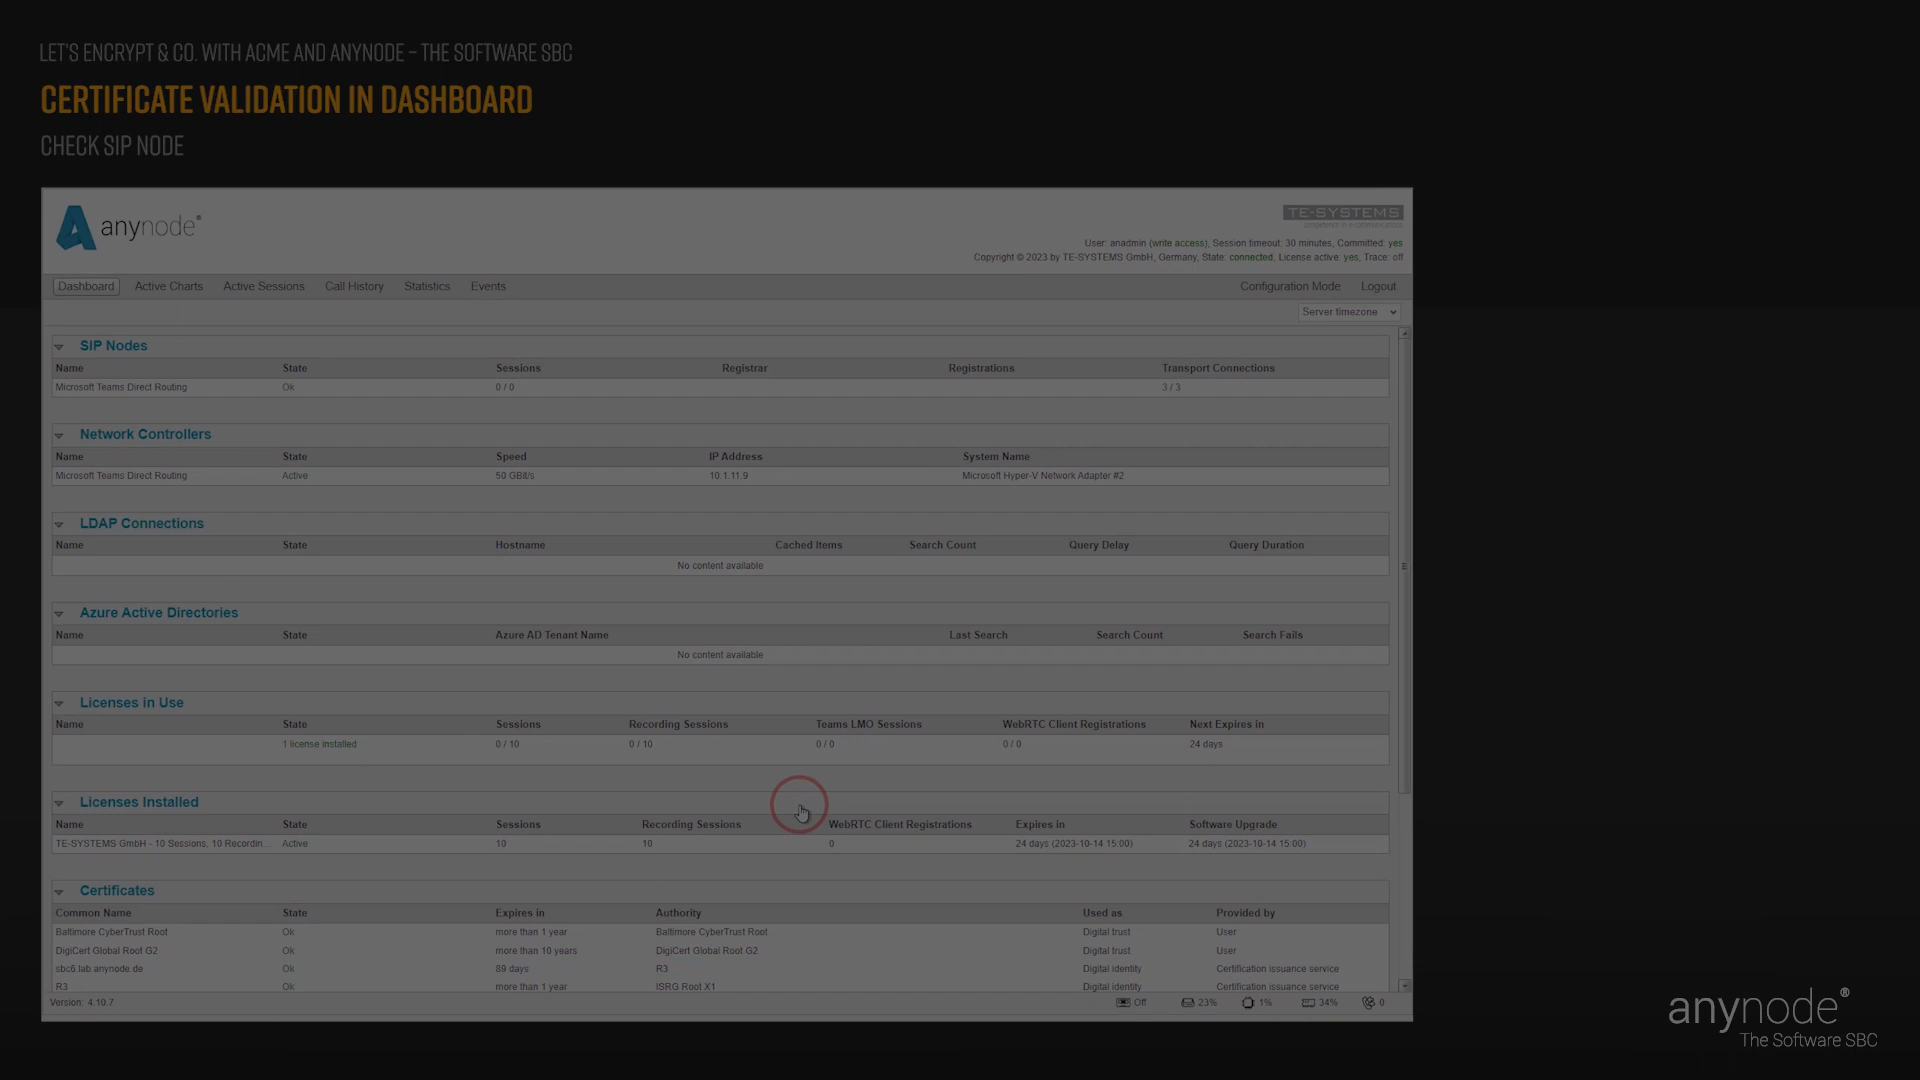 LET'S ENCRYPT & CO. WITH ACME AND ANYNODE – THE SOFTWARE SBC
CERTIFICATE VALIDATION IN DASHBOARD
CHECK SIP NODE
anynode®
TE-SYSTEMS
competence in e-communications
User: anadmin (write access), Session timeout: 30 minutes, Committed: yes
Copyright © 2023 by TE-SYSTEMS GmbH, Germany, State: connected, License active: yes, Trace: off
Dashboard Active Charts Active Sessions Call History Statistics Events Configuration Mode Logout
Server timezone
SIP Nodes
Name State Sessions Registrar Registrations Transport Connections
Microsoft Teams Direct Routing Ok 0 / 0 3 / 3
Network Controllers
Name State Speed IP Address System Name
Microsoft Teams Direct Routing Active 50 GBit/s 10.1.11.9 Microsoft Hyper-V Network Adapter #2
LDAP Connections
Name State Hostname Cached Items Search Count Query Delay Query Duration
No content available
Azure Active Directories
Name State Azure AD Tenant Name Last Search Search Count Search Fails
No content available
Licenses in Use
Name State Sessions Recording Sessions Teams LMO Sessions WebRTC Client Registrations Next Expires in
1 license installed 0 / 10 0 / 10 0 / 0 0 / 0 24 days
Licenses Installed
Name State Sessions Recording Sessions WebRTC Client Registrations Expires in Software Upgrade
TE-SYSTEMS GmbH - 10 Sessions, 10 Recordin... Active 10 10 0 24 days (2023-10-14 15:00) 24 days (2023-10-14 15:00)
Certificates
Common Name State Expires in Authority Used as Provided by
Baltimore CyberTrust Root Ok more than 1 year Baltimore CyberTrust Root Digital trust User
DigiCert Global Root G2 Ok more than 10 years DigiCert Global Root G2 Digital trust User
sbc6.lab.anynode.de Ok 89 days R3 Digital identity Certification issuance service
R3 Ok more than 1 year ISRG Root X1 Digital identity Certification issuance service
Version: 4.10.7 Off 23% 1% 34% 0
anynode®
The Software SBC